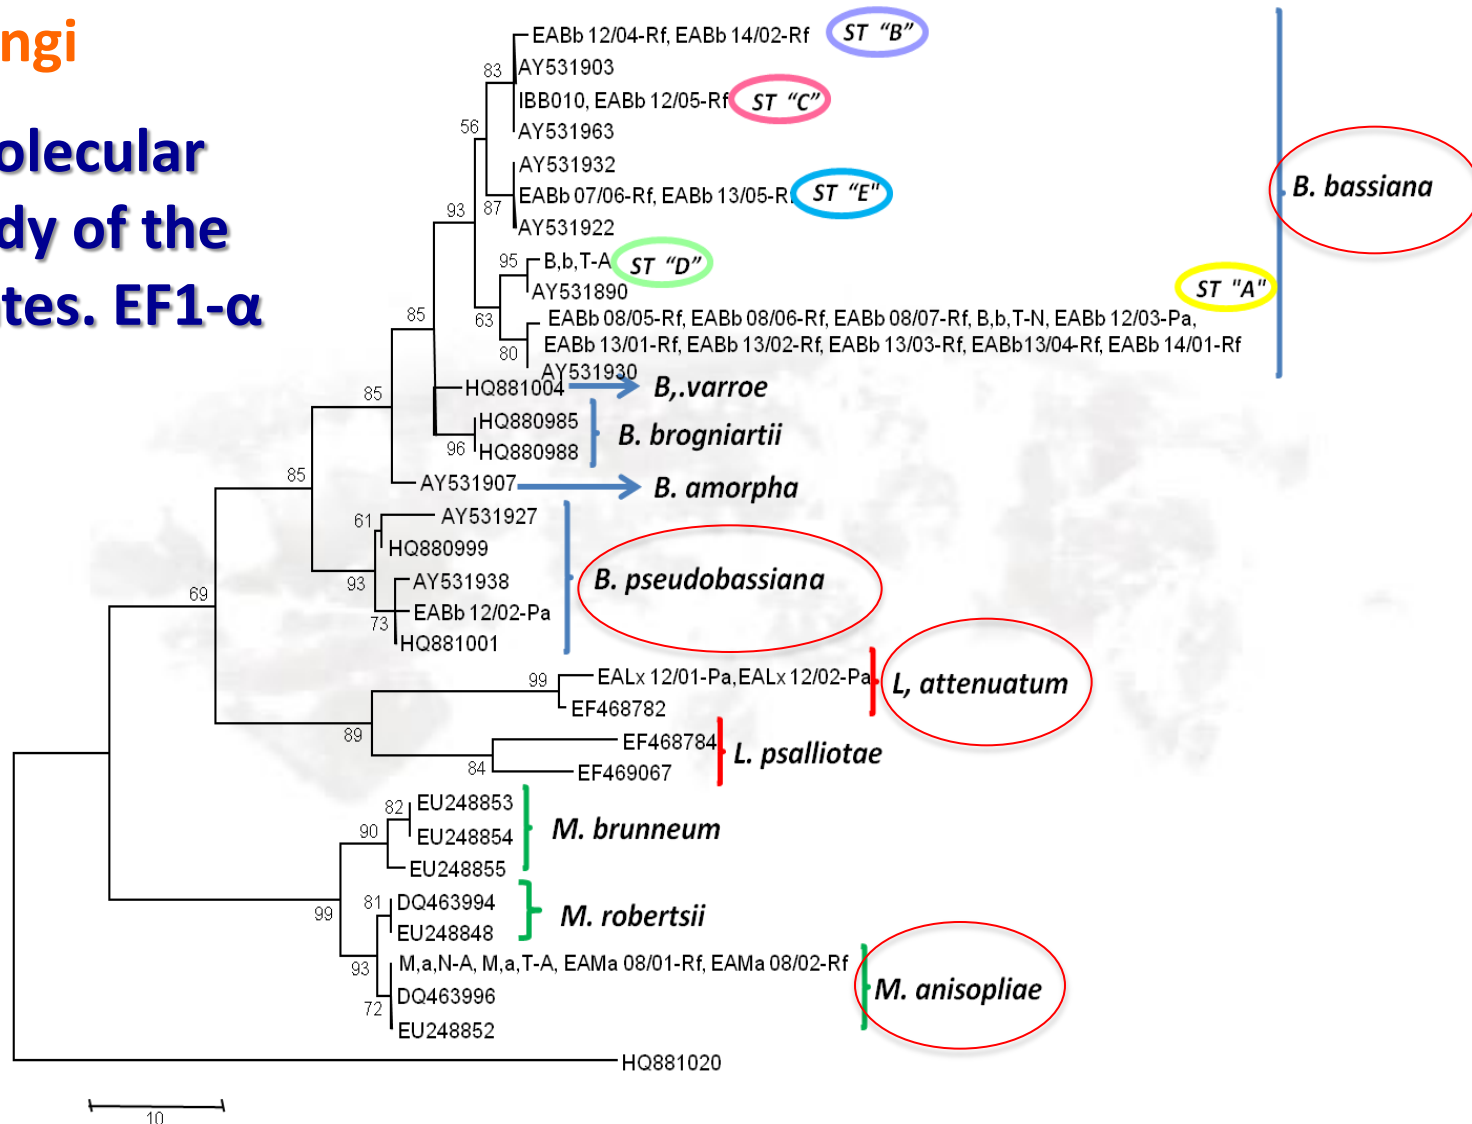 ngi
olecular
dy of the
tes. EF1-α
EABb 12/04-Rf, EABb 14/02-Rf
ST "B"
83
AY531903
IBB010, EABb 12/05-Rf
ST "C"
56
AY531963
AY531932
EABb 07/06-Rf, EABb 13/05-R
ST "E"
87
93
AY531922
B. bassiana
95
B,b,T-A
ST "D"
AY531890
ST "A"
63
EABb 08/05-Rf, EABb 08/06-Rf, EABb 08/07-Rf, B,b,T-N, EABb 12/03-Pa,
EABb 13/01-Rf, EABb 13/02-Rf, EABb 13/03-Rf, EABb13/04-Rf, EABb 14/01-Rf
80
85
AY531930
HQ881004
B,.varroe
85
HQ880985
B. brogniartii
96
HQ880988
85
AY531907
B. amorpha
61
AY531927
HQ880999
93
AY531938
B. pseudobassiana
69
EABb 12/02-Pa
73
HQ881001
99
EALx 12/01-Pa,EALx 12/02-Pa
L, attenuatum
EF468782
89
EF468784
L. psalliotae
84
EF469067
82
EU248853
90
EU248854
M. brunneum
EU248855
81
DQ463994
99
M. robertsii
EU248848
93
M,a,N-A, M,a,T-A, EAMa 08/01-Rf, EAMa 08/02-Rf
DQ463996
M. anisopliae
72
EU248852
HQ881020
10